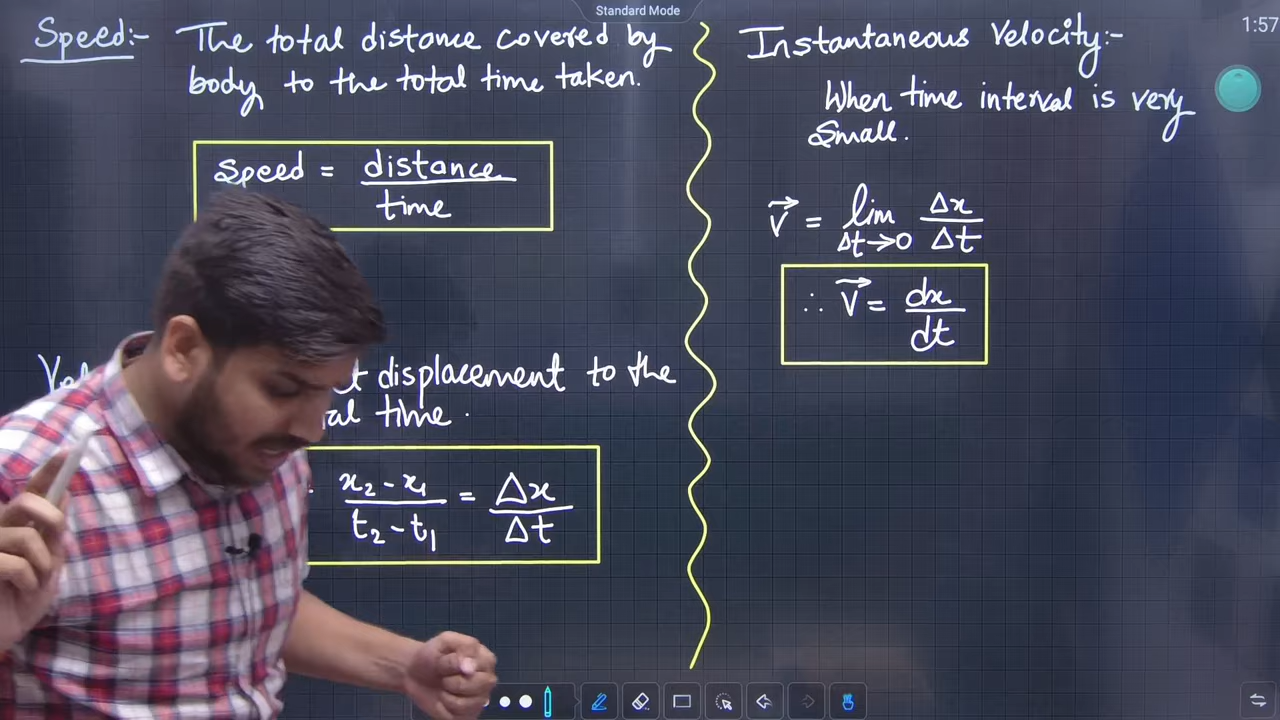 Standard Mode
1:57
Speed:- The total distance covered by
body to the total time taken.
Speed = distance
time
displacement to the
time.
x₂-x₁ = Δx
t₂-t₁ Δt
Instantaneous Velocity:-
When time interval is very
Small.
v⃗ = lim Δx
Δt→0 Δt
∴ v⃗ = dx
dt